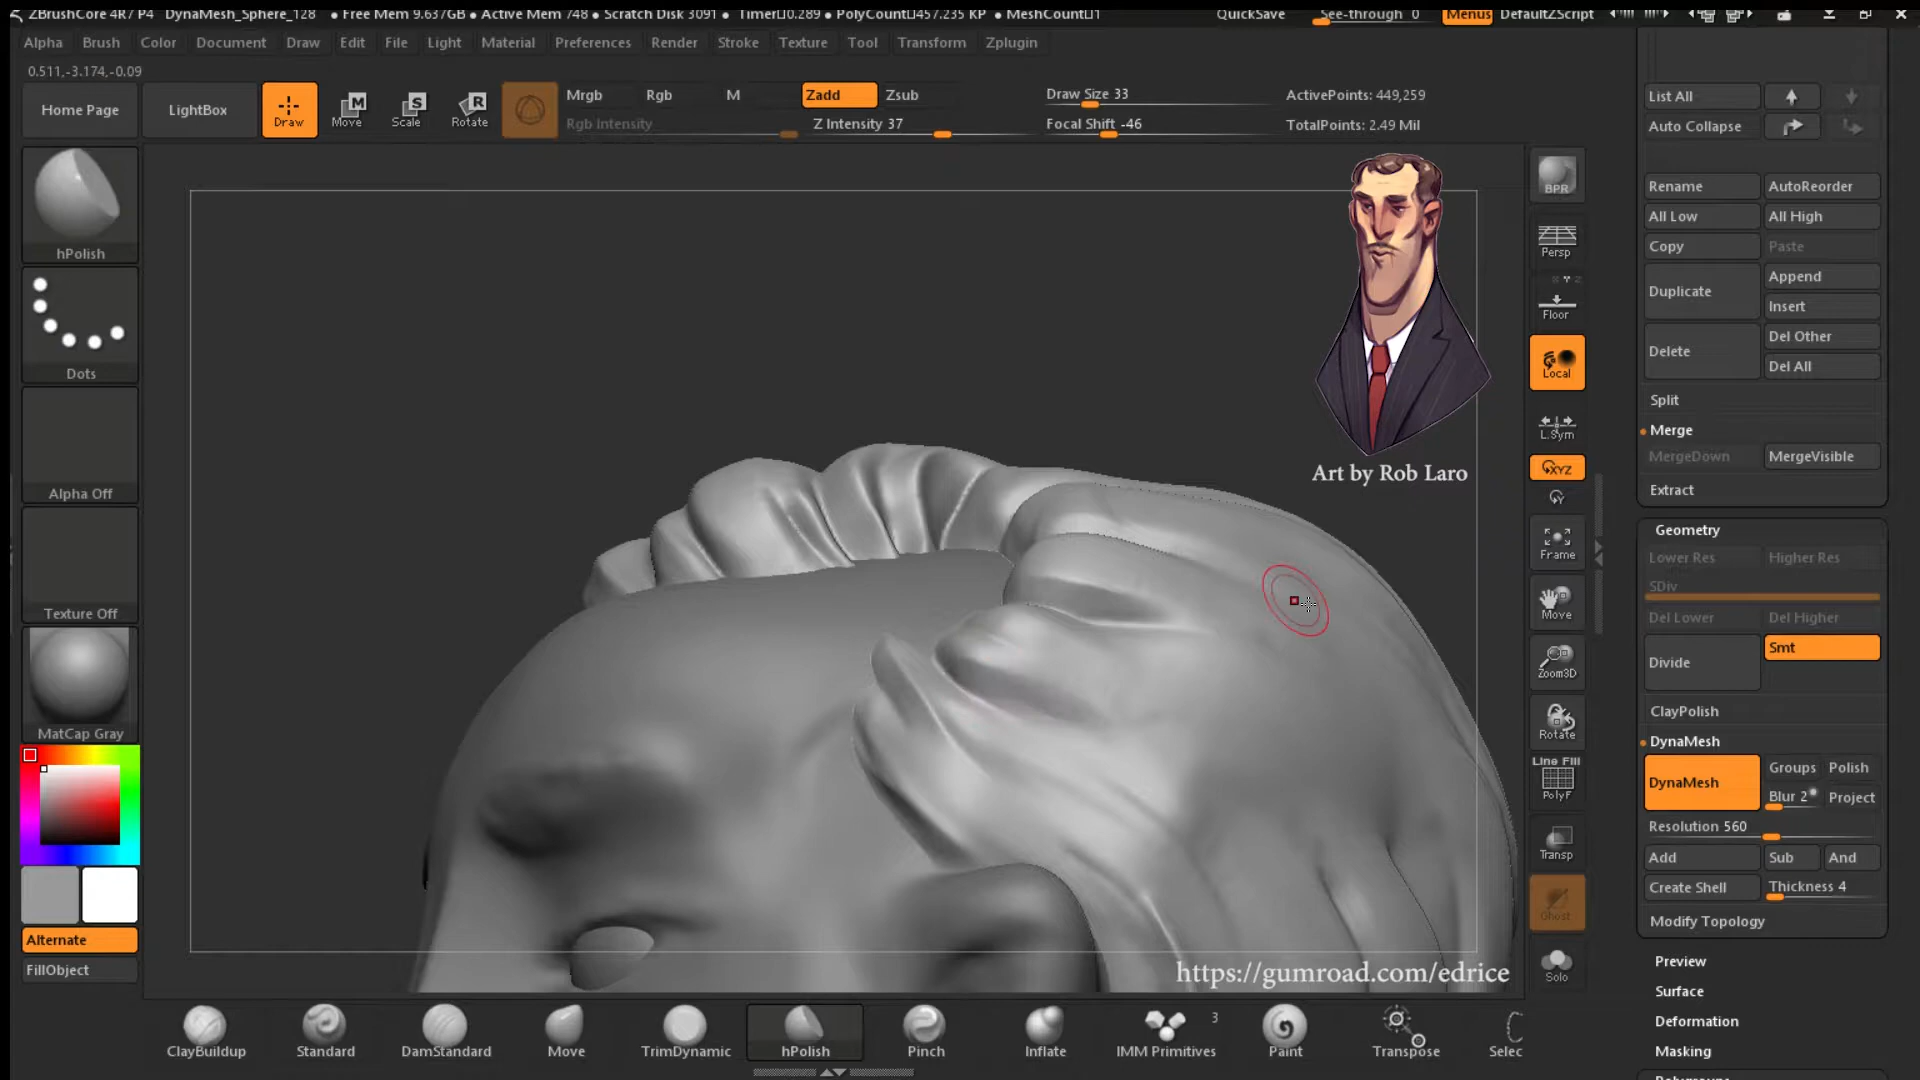 ZBrushCore 4R7 P4 DynaMesh_Sphere_128 • Free Mem 9.637GB • Active Mem 748 • Scratch Disk 3091 • Timer▯0.289 • PolyCount▯457.235 KP • MeshCount▯1 QuickSave See-through 0 Menus DefaultZScript
Alpha Brush Color Document Draw Edit File Light Material Preferences Render Stroke Texture Tool Transform Zplugin
0.511,-3.174,-0.09
Home Page LightBox Draw Move Scale Rotate
Mrgb Rgb M Zadd Zsub Draw Size 33 ActivePoints: 449,259
Rgb Intensity Z Intensity 37 Focal Shift -46 TotalPoints: 2.49 Mil
hPolish
Dots
Alpha Off
Texture Off
MatCap Gray
Alternate
FillObject
Art by Rob Laro
https://gumroad.com/edrice
BPR
Persp
Floor
Local
L.Sym
XYZ
Y
Frame
Move
Zoom3D
Rotate
Line Fill
PolyF
Transp
Ghost
Solo
List All
Auto Collapse
Rename AutoReorder
All Low All High
Copy Paste
Duplicate Append
Insert
Delete Del Other
Del All
Split
Merge
MergeDown MergeVisible
Extract
Geometry
Lower Res Higher Res
SDiv
Del Lower Del Higher
Divide Smt
ClayPolish
DynaMesh
DynaMesh Groups Polish
Blur 2 Project
Resolution 560
Add Sub And
Create Shell Thickness 4
Modify Topology
Preview
Surface
Deformation
Masking
ClayBuildup Standard DamStandard Move TrimDynamic hPolish Pinch Inflate IMM Primitives 3 Paint Transpose Selec